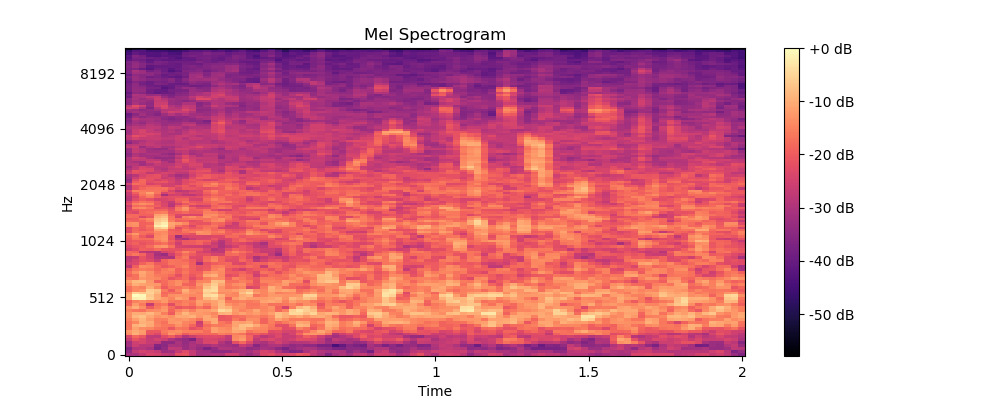 Mel Spectrogram
8192
4096
2048
1024
512
0
Hz
0
0.5
1
1.5
2
Time
+0 dB
-10 dB
-20 dB
-30 dB
-40 dB
-50 dB